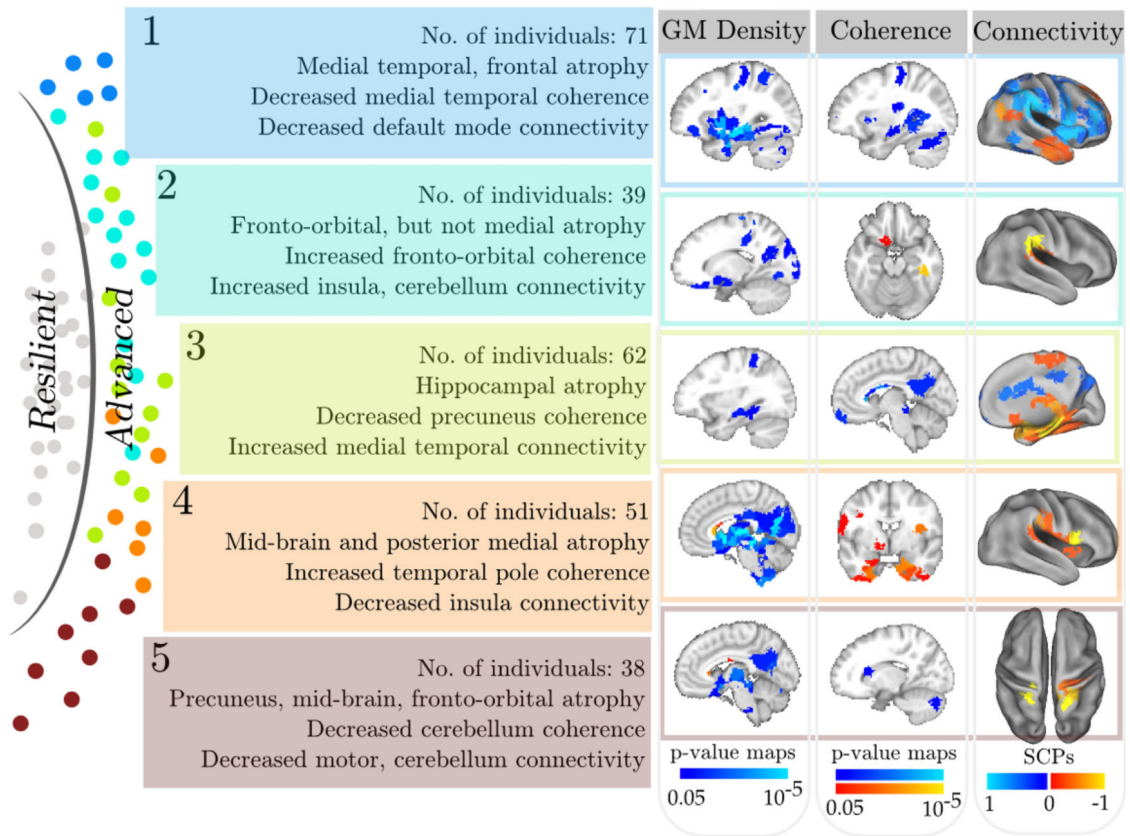 Resilient
Advanced
1
No. of individuals: 71
Medial temporal, frontal atrophy
Decreased medial temporal coherence
Decreased default mode connectivity
2
No. of individuals: 39
Fronto-orbital, but not medial atrophy
Increased fronto-orbital coherence
Increased insula, cerebellum connectivity
3
No. of individuals: 62
Hippocampal atrophy
Decreased precuneus coherence
Increased medial temporal connectivity
4
No. of individuals: 51
Mid-brain and posterior medial atrophy
Increased temporal pole coherence
Decreased insula connectivity
5
No. of individuals: 38
Precuneus, mid-brain, fronto-orbital atrophy
Decreased cerebellum coherence
Decreased motor, cerebellum connectivity
GM Density
Coherence
Connectivity
p-value maps
0.05 10⁻⁵
p-value maps
0.05 10⁻⁵
SCPs
1 0 -1